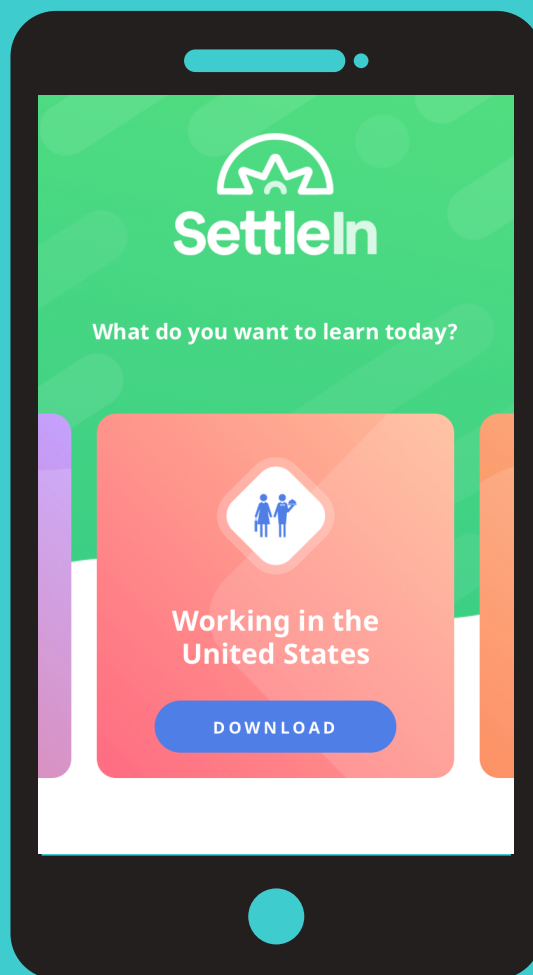 SettleIn
What do you want to learn today?
Working in the
United States
DOWNLOAD